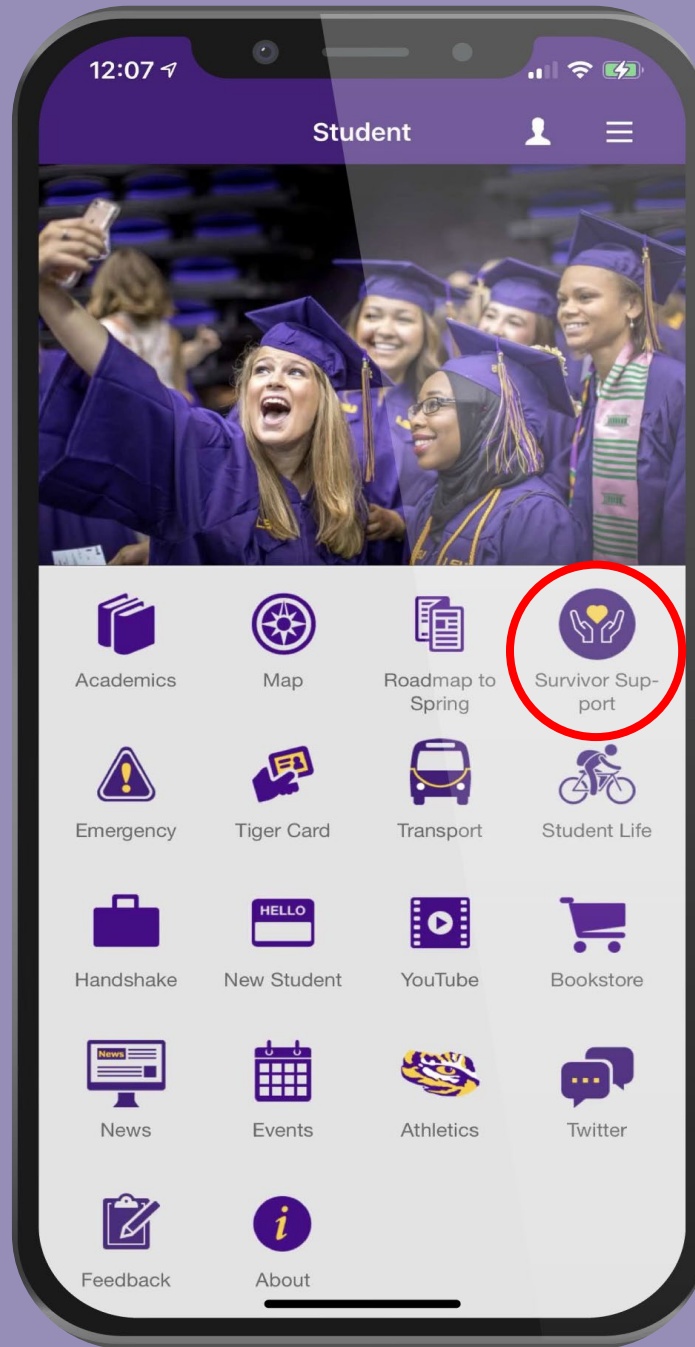 12:07
Student
Academics
Map
Roadmap to
Spring
Survivor Sup-
port
Emergency
Tiger Card
Transport
Student Life
HELLO
Handshake
New Student
YouTube
Bookstore
News
News
Events
Athletics
Twitter
i
Feedback
About